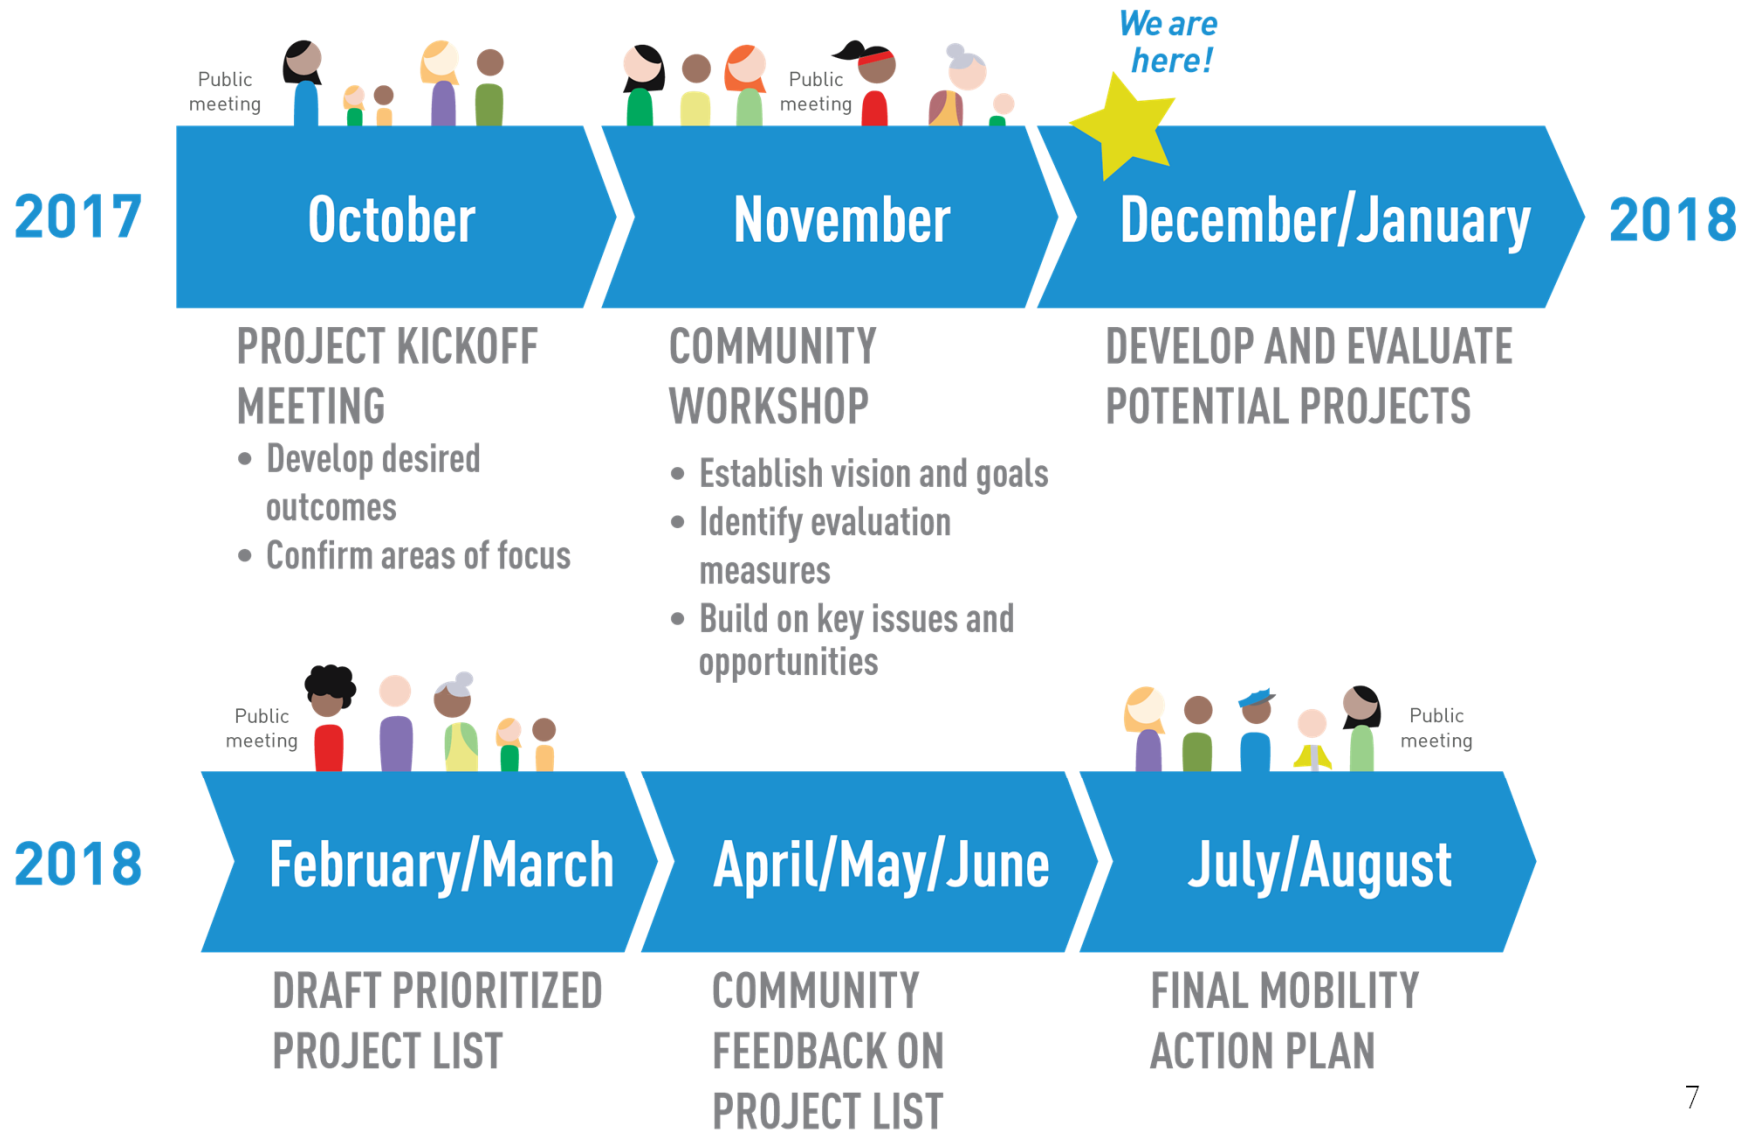 We are
here!
Public
meeting
Public
meeting
2017
October
November
December/January
2018
PROJECT KICKOFF
MEETING
• Develop desired
outcomes
• Confirm areas of focus
COMMUNITY
WORKSHOP
• Establish vision and goals
• Identify evaluation
measures
• Build on key issues and
opportunities
DEVELOP AND EVALUATE
POTENTIAL PROJECTS
Public
meeting
Public
meeting
2018
February/March
April/May/June
July/August
DRAFT PRIORITIZED
PROJECT LIST
COMMUNITY
FEEDBACK ON
PROJECT LIST
FINAL MOBILITY
ACTION PLAN
7